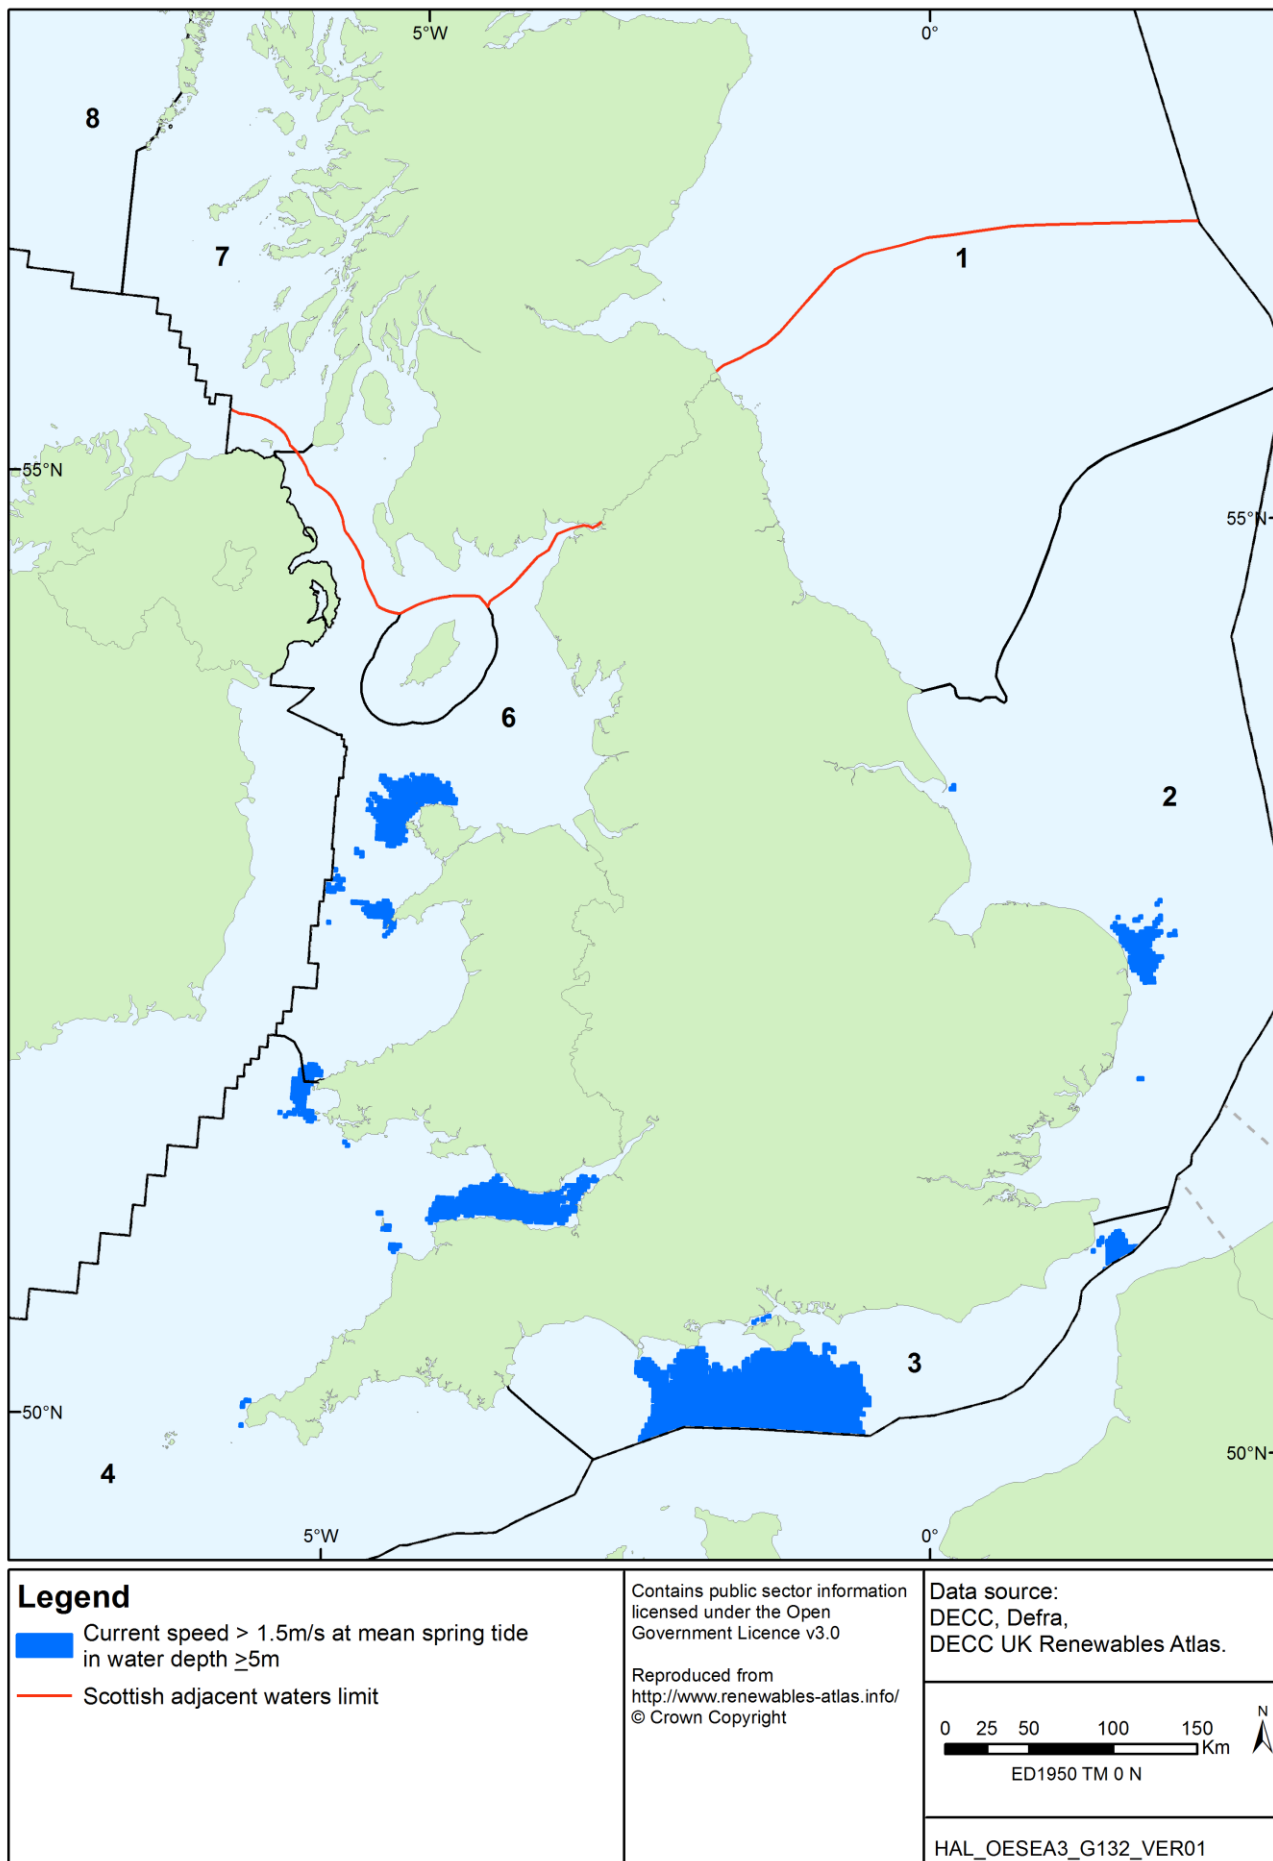 5°W
0°
8
7
1
55°N
55°N
6
2
3
50°N
4
50°N
5°W
0°
Legend
Current speed > 1.5m/s at mean spring tide
in water depth ≥5m
Scottish adjacent waters limit
Contains public sector information
licensed under the Open
Government Licence v3.0
Reproduced from
http://www.renewables-atlas.info/
© Crown Copyright
Data source:
DECC, Defra,
DECC UK Renewables Atlas.
0 25 50 100 150
Km
N
ED1950 TM 0 N
HAL_OESEA3_G132_VER01